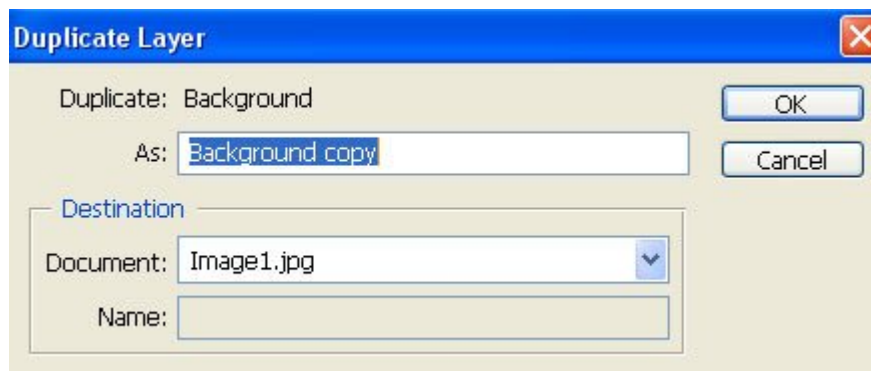 Duplicate Layer
Duplicate: Background
OK
As: Background copy
Cancel
Destination
Document: Image1.jpg
Name: